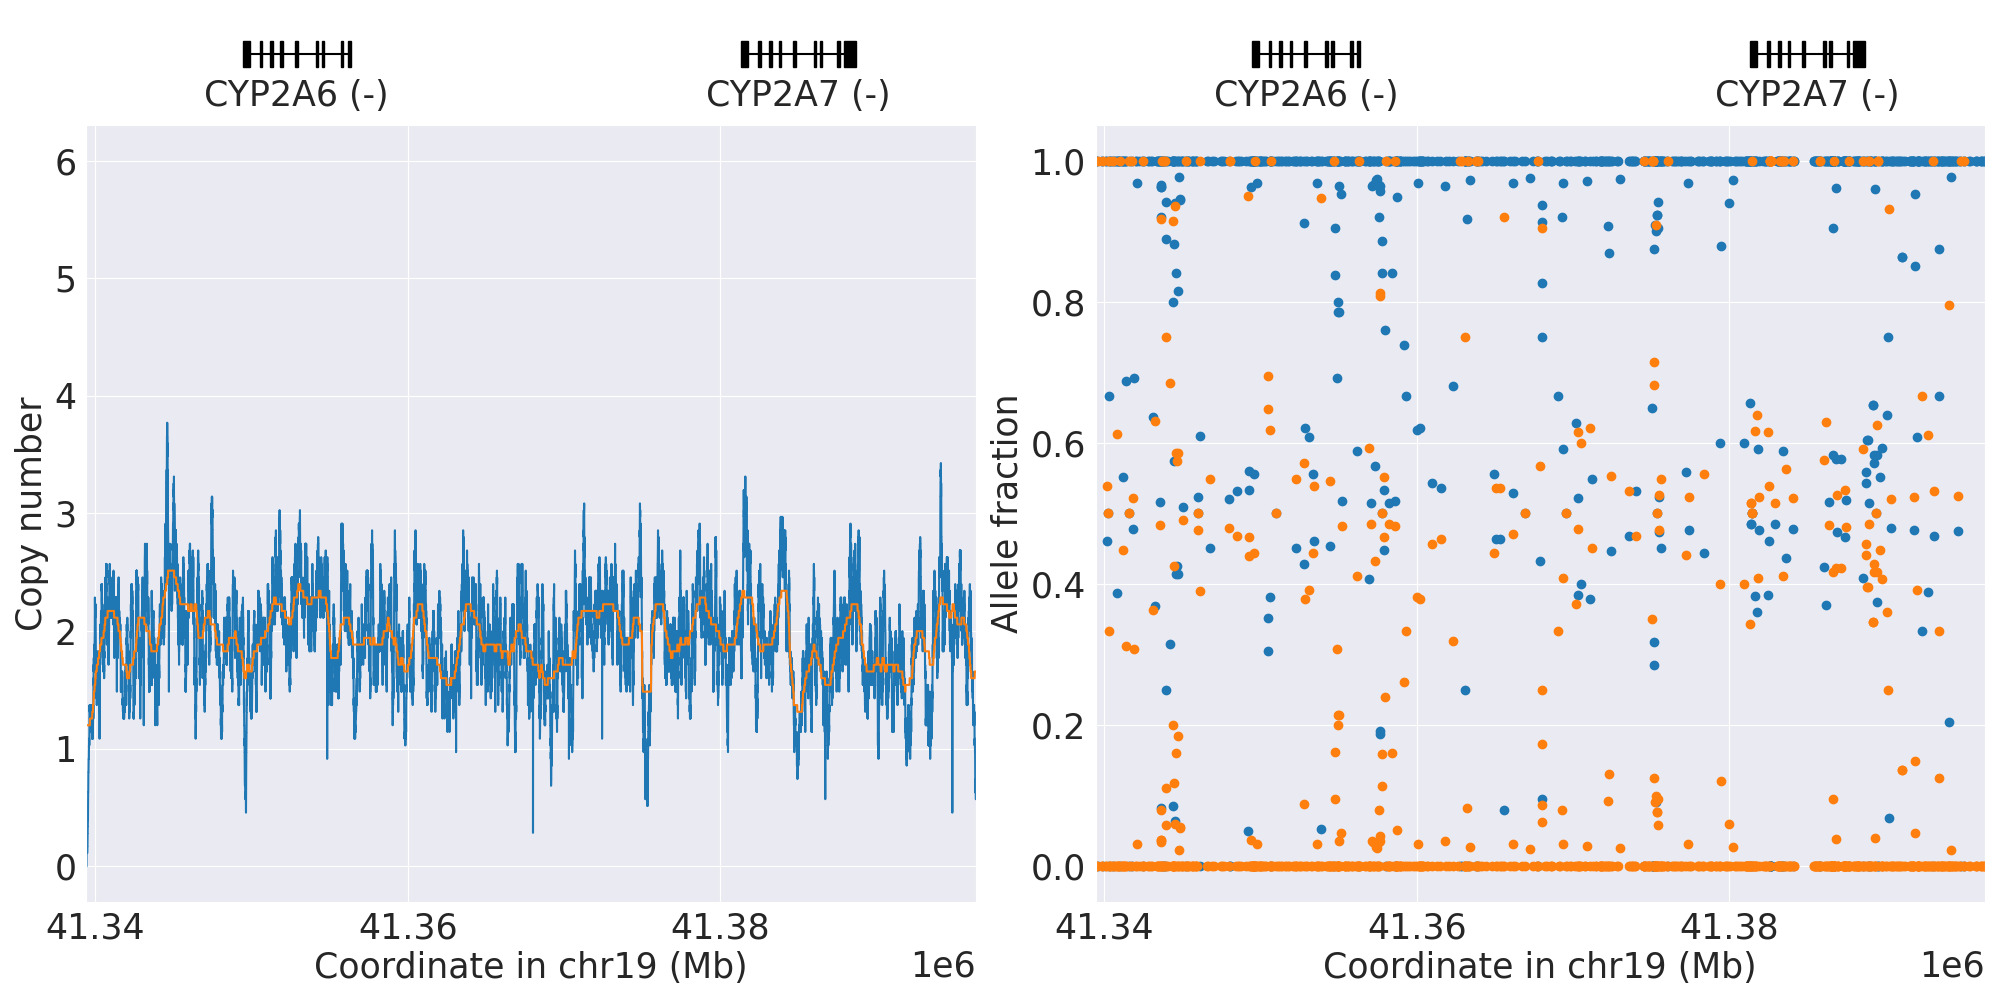 CYP2A6 (-)
CYP2A7 (-)
CYP2A6 (-)
CYP2A7 (-)
Copy number
6
5
4
3
2
1
0
41.34
41.36
41.38
Coordinate in chr19 (Mb)
1e6
Allele fraction
1.0
0.8
0.6
0.4
0.2
0.0
41.34
41.36
41.38
Coordinate in chr19 (Mb)
1e6